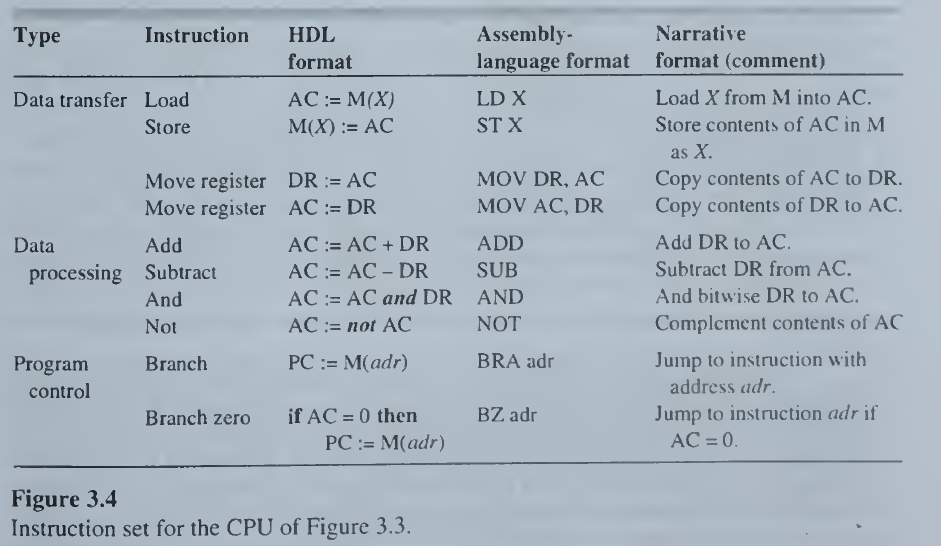 Type Instruction HDL format Assembly-language format Narrative format (comment)
Data transfer Load AC := M(X) LD X Load X from M into AC.
Store M(X) := AC ST X Store contents of AC in M
as X.
Move register DR := AC MOV DR, AC Copy contents of AC to DR.
Move register AC := DR MOV AC, DR Copy contents of DR to AC.
Data processing Add AC := AC + DR ADD Add DR to AC.
Subtract AC := AC – DR SUB Subtract DR from AC.
And AC := AC and DR AND And bitwise DR to AC.
Not AC := not AC NOT Complement contents of AC
Program control Branch PC := M(adr) BRA adr Jump to instruction with
address adr.
Branch zero if AC = 0 then BZ adr Jump to instruction adr if
PC := M(adr) AC = 0.
Figure 3.4
Instruction set for the CPU of Figure 3.3.